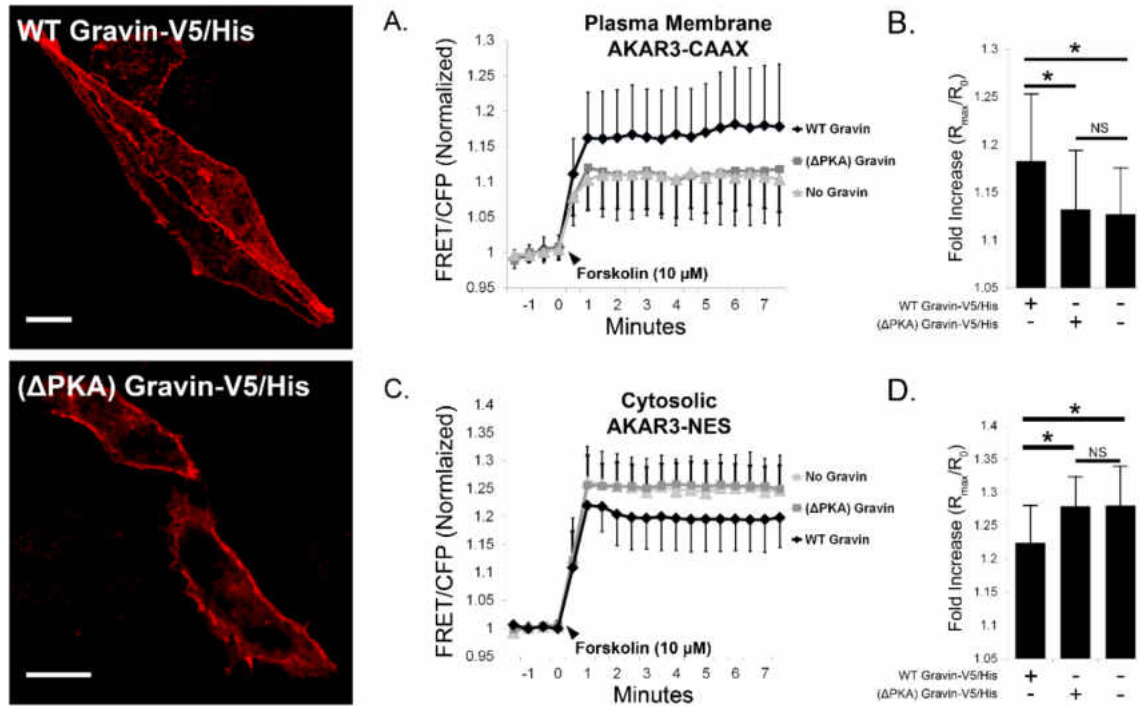 WT Gravin-V5/His
(ΔPKA) Gravin-V5/His
A.
Plasma Membrane
AKAR3-CAAX
FRET/CFP (Normalized)
1.3
1.25
1.2
1.15
1.1
1.05
1
0.95
WT Gravin
(ΔPKA) Gravin
No Gravin
Forskolin (10 µM)
-1 0 1 2 3 4 5 6 7
Minutes
B.
Fold Increase (Rmax/R0)
1.3
1.25
1.2
1.15
1.1
1.05
*
*
NS
WT Gravin-V5/His + - -
(ΔPKA) Gravin-V5/His - + -
C.
Cytosolic
AKAR3-NES
FRET/CFP (Normlaized)
1.4
1.35
1.3
1.25
1.2
1.15
1.1
1.05
1
0.95
No Gravin
(ΔPKA) Gravin
WT Gravin
Forskolin (10 µM)
-1 0 1 2 3 4 5 6 7
Minutes
D.
Fold Increase (Rmax/R0)
1.4
1.35
1.3
1.25
1.2
1.15
1.1
1.05
*
*
NS
WT Gravin-V5/His + - -
(ΔPKA) Gravin-V5/His - + -